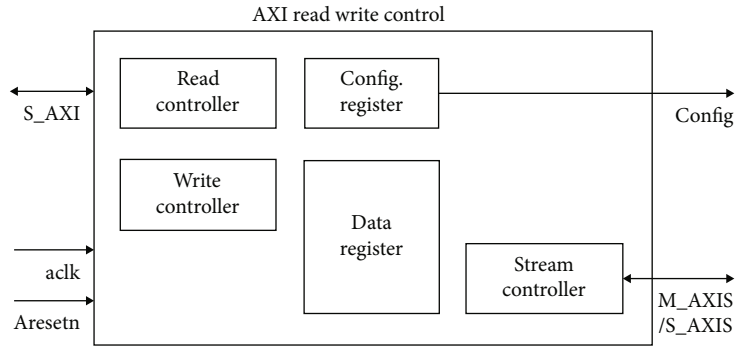 AXI read write control
Read
controller
Config.
register
S_AXI
Config
Write
controller
Data
register
aclk
Stream
controller
Aresetn
M_AXIS
/S_AXIS